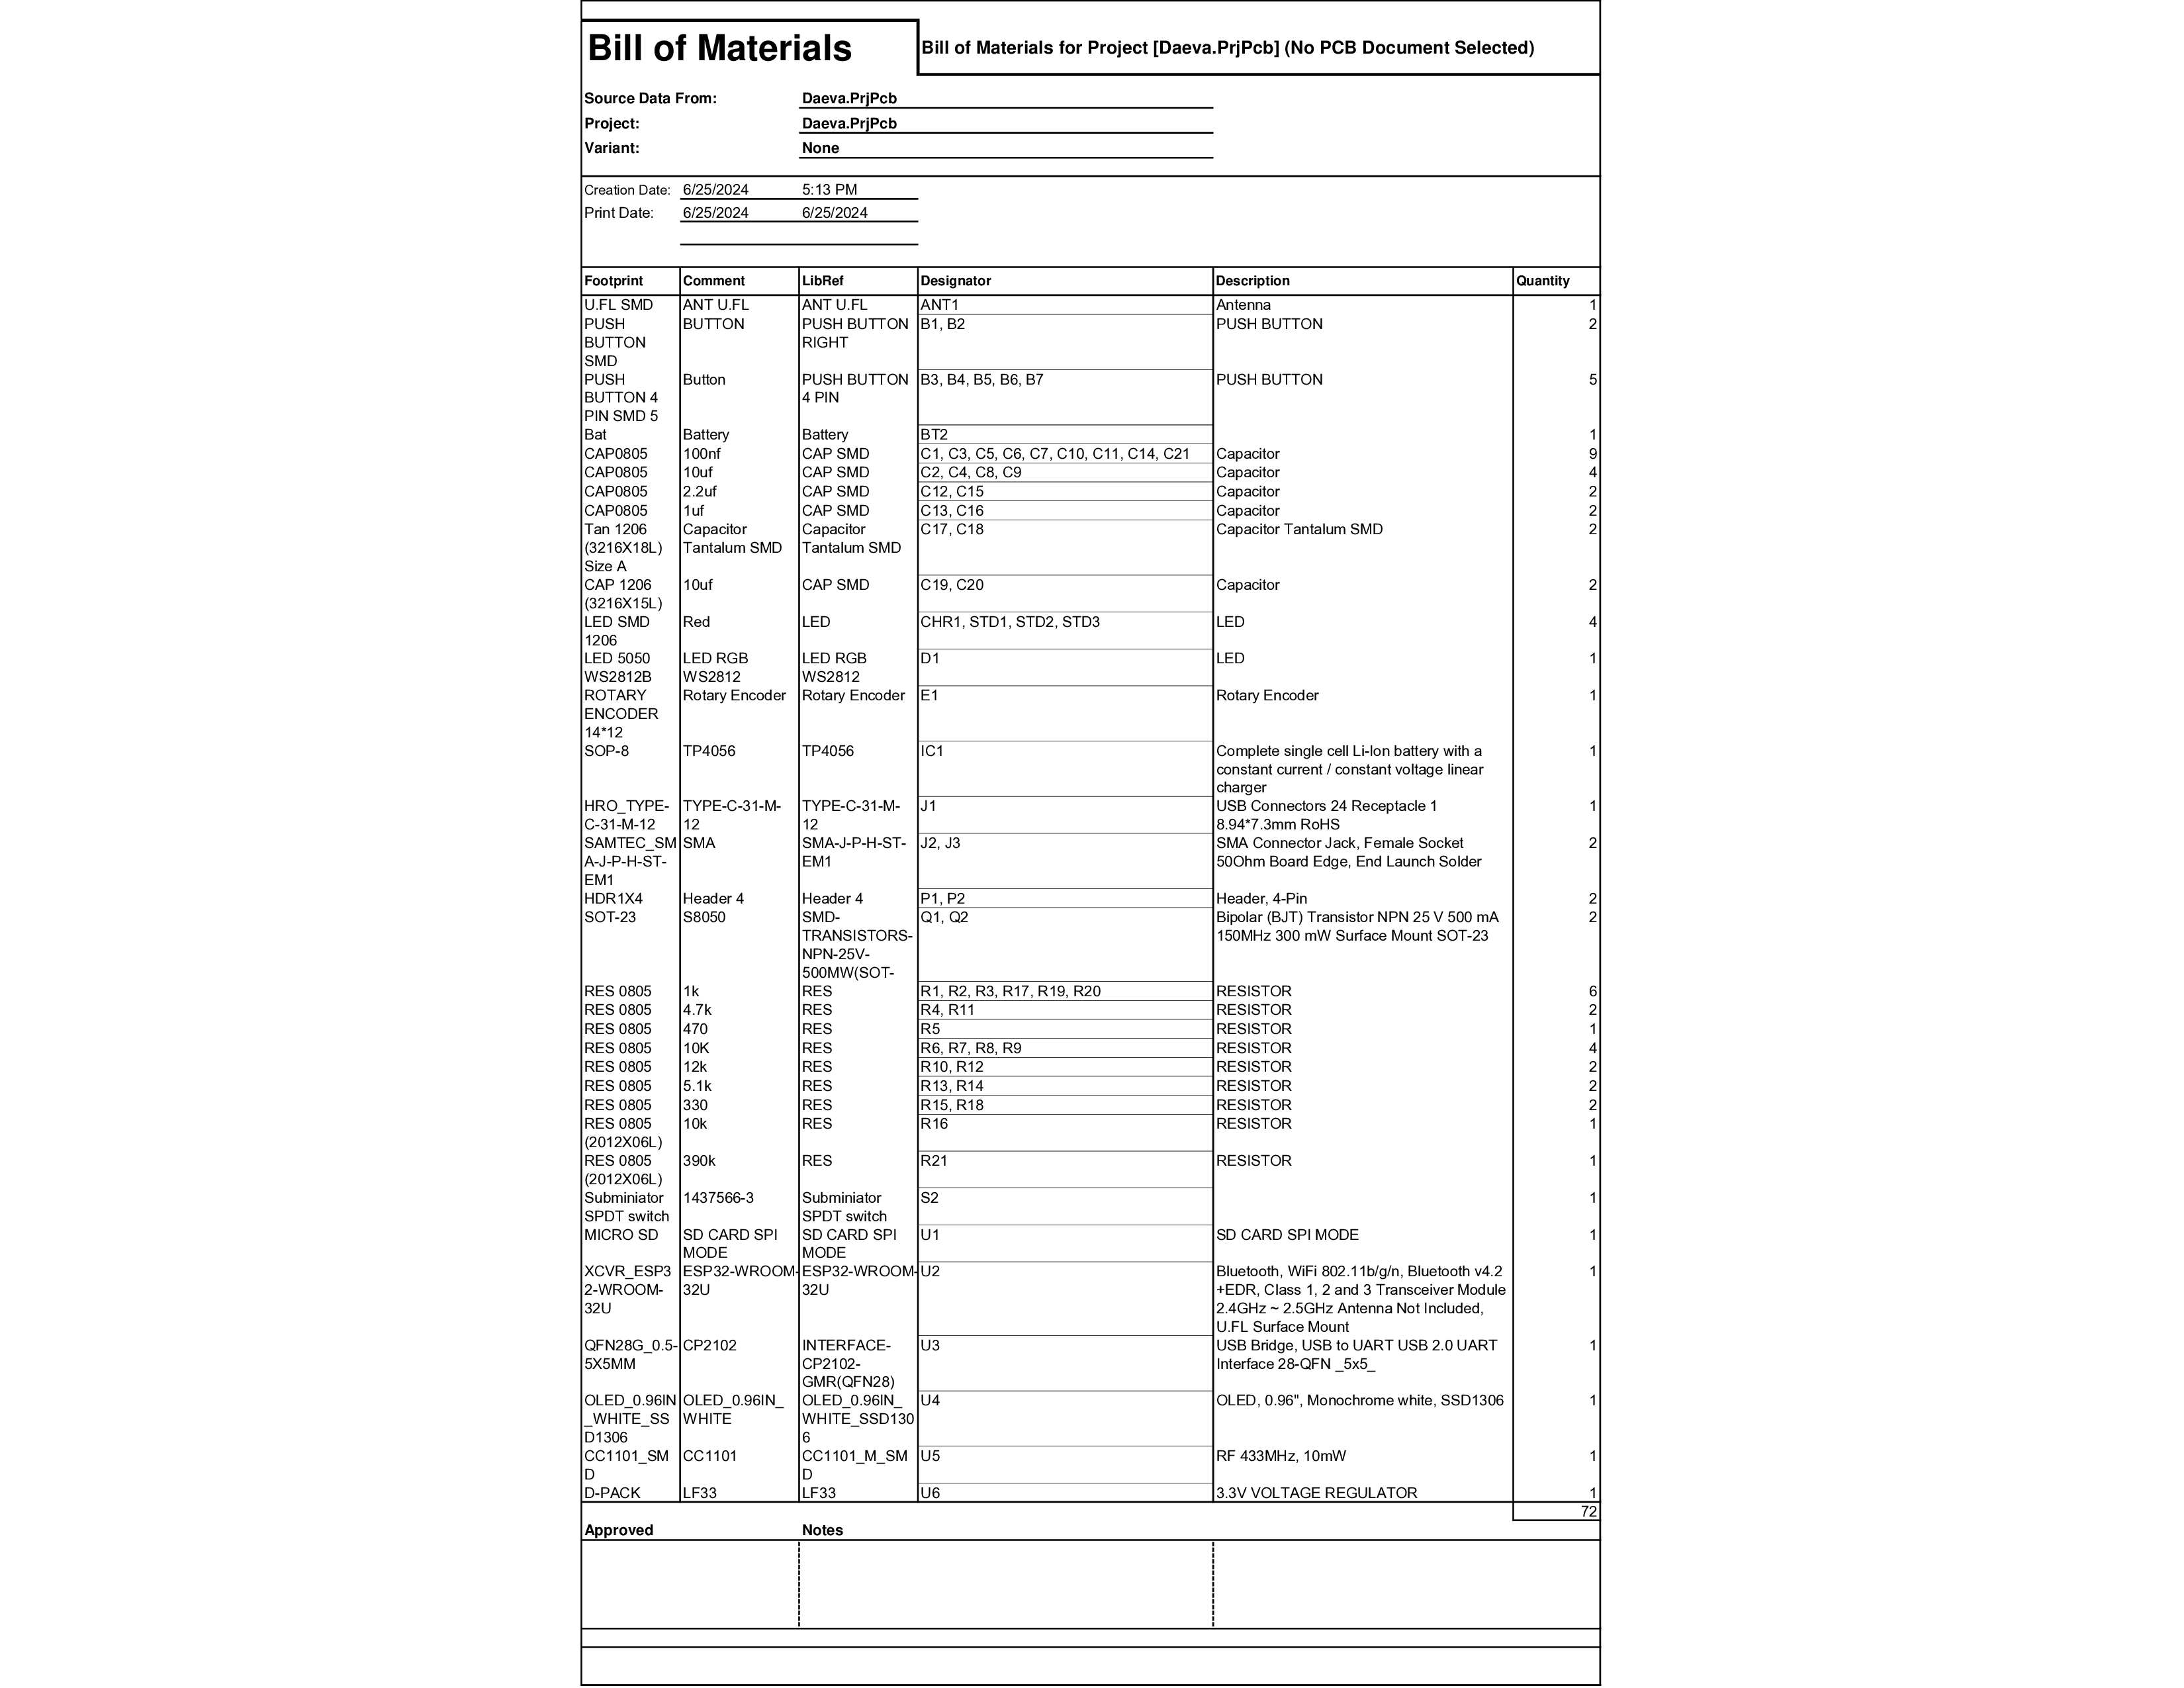 Bill of Materials
Bill of Materials for Project [Daeva.PrjPcb] (No PCB Document Selected)
Source Data From: Daeva.PrjPcb
Project: Daeva.PrjPcb
Variant: None
Creation Date: 6/25/2024 5:13 PM
Print Date: 6/25/2024 6/25/2024
Footprint Comment LibRef Designator Description Quantity
U.FL SMD ANT U.FL ANT U.FL ANT1 Antenna 1
PUSH BUTTON PUSH BUTTON B1, B2 PUSH BUTTON 2
BUTTON RIGHT
SMD
PUSH Button PUSH BUTTON B3, B4, B5, B6, B7 PUSH BUTTON 5
BUTTON 4 4 PIN
PIN SMD 5
Bat Battery Battery BT2 1
CAP0805 100nf CAP SMD C1, C3, C5, C6, C7, C10, C11, C14, C21 Capacitor 9
CAP0805 10uf CAP SMD C2, C4, C8, C9 Capacitor 4
CAP0805 2.2uf CAP SMD C12, C15 Capacitor 2
CAP0805 1uf CAP SMD C13, C16 Capacitor 2
Tan 1206 Capacitor Capacitor C17, C18 Capacitor Tantalum SMD 2
(3216X18L) Tantalum SMD Tantalum SMD
Size A
CAP 1206 10uf CAP SMD C19, C20 Capacitor 2
(3216X15L)
LED SMD Red LED CHR1, STD1, STD2, STD3 LED 4
1206
LED 5050 LED RGB LED RGB D1 LED 1
WS2812B WS2812 WS2812
ROTARY Rotary Encoder Rotary Encoder E1 Rotary Encoder 1
ENCODER
14*12
SOP-8 TP4056 TP4056 IC1 Complete single cell Li-Ion battery with a 1
constant current / constant voltage linear
charger
HRO_TYPE- TYPE-C-31-M- TYPE-C-31-M- J1 USB Connectors 24 Receptacle 1 1
C-31-M-12 12 12 8.94*7.3mm RoHS
SAMTEC_SM SMA SMA-J-P-H-ST- J2, J3 SMA Connector Jack, Female Socket 2
A-J-P-H-ST- EM1 50Ohm Board Edge, End Launch Solder
EM1
HDR1X4 Header 4 Header 4 P1, P2 Header, 4-Pin 2
SOT-23 S8050 SMD- Q1, Q2 Bipolar (BJT) Transistor NPN 25 V 500 mA 2
TRANSISTORS- 150MHz 300 mW Surface Mount SOT-23
NPN-25V-
500MW(SOT-
RES 0805 1k RES R1, R2, R3, R17, R19, R20 RESISTOR 6
RES 0805 4.7k RES R4, R11 RESISTOR 2
RES 0805 470 RES R5 RESISTOR 1
RES 0805 10K RES R6, R7, R8, R9 RESISTOR 4
RES 0805 12k RES R10, R12 RESISTOR 2
RES 0805 5.1k RES R13, R14 RESISTOR 2
RES 0805 330 RES R15, R18 RESISTOR 2
RES 0805 10k RES R16 RESISTOR 1
(2012X06L)
RES 0805 390k RES R21 RESISTOR 1
(2012X06L)
Subminiator 1437566-3 Subminiator S2 1
SPDT switch SPDT switch
MICRO SD SD CARD SPI SD CARD SPI U1 SD CARD SPI MODE 1
MODE MODE
XCVR_ESP3 ESP32-WROOM- ESP32-WROOM- U2 Bluetooth, WiFi 802.11b/g/n, Bluetooth v4.2 1
2-WROOM- 32U 32U +EDR, Class 1, 2 and 3 Transceiver Module
32U 2.4GHz ~ 2.5GHz Antenna Not Included,
U.FL Surface Mount
QFN28G_0.5- CP2102 INTERFACE- U3 USB Bridge, USB to UART USB 2.0 UART 1
5X5MM CP2102- Interface 28-QFN _5x5_
GMR(QFN28)
OLED_0.96IN OLED_0.96IN_ OLED_0.96IN_ U4 OLED, 0.96", Monochrome white, SSD1306 1
_WHITE_SS WHITE WHITE_SSD130
D1306 6
CC1101_SM CC1101 CC1101_M_SM U5 RF 433MHz, 10mW 1
D D
D-PACK LF33 LF33 U6 3.3V VOLTAGE REGULATOR 1
72
Approved Notes